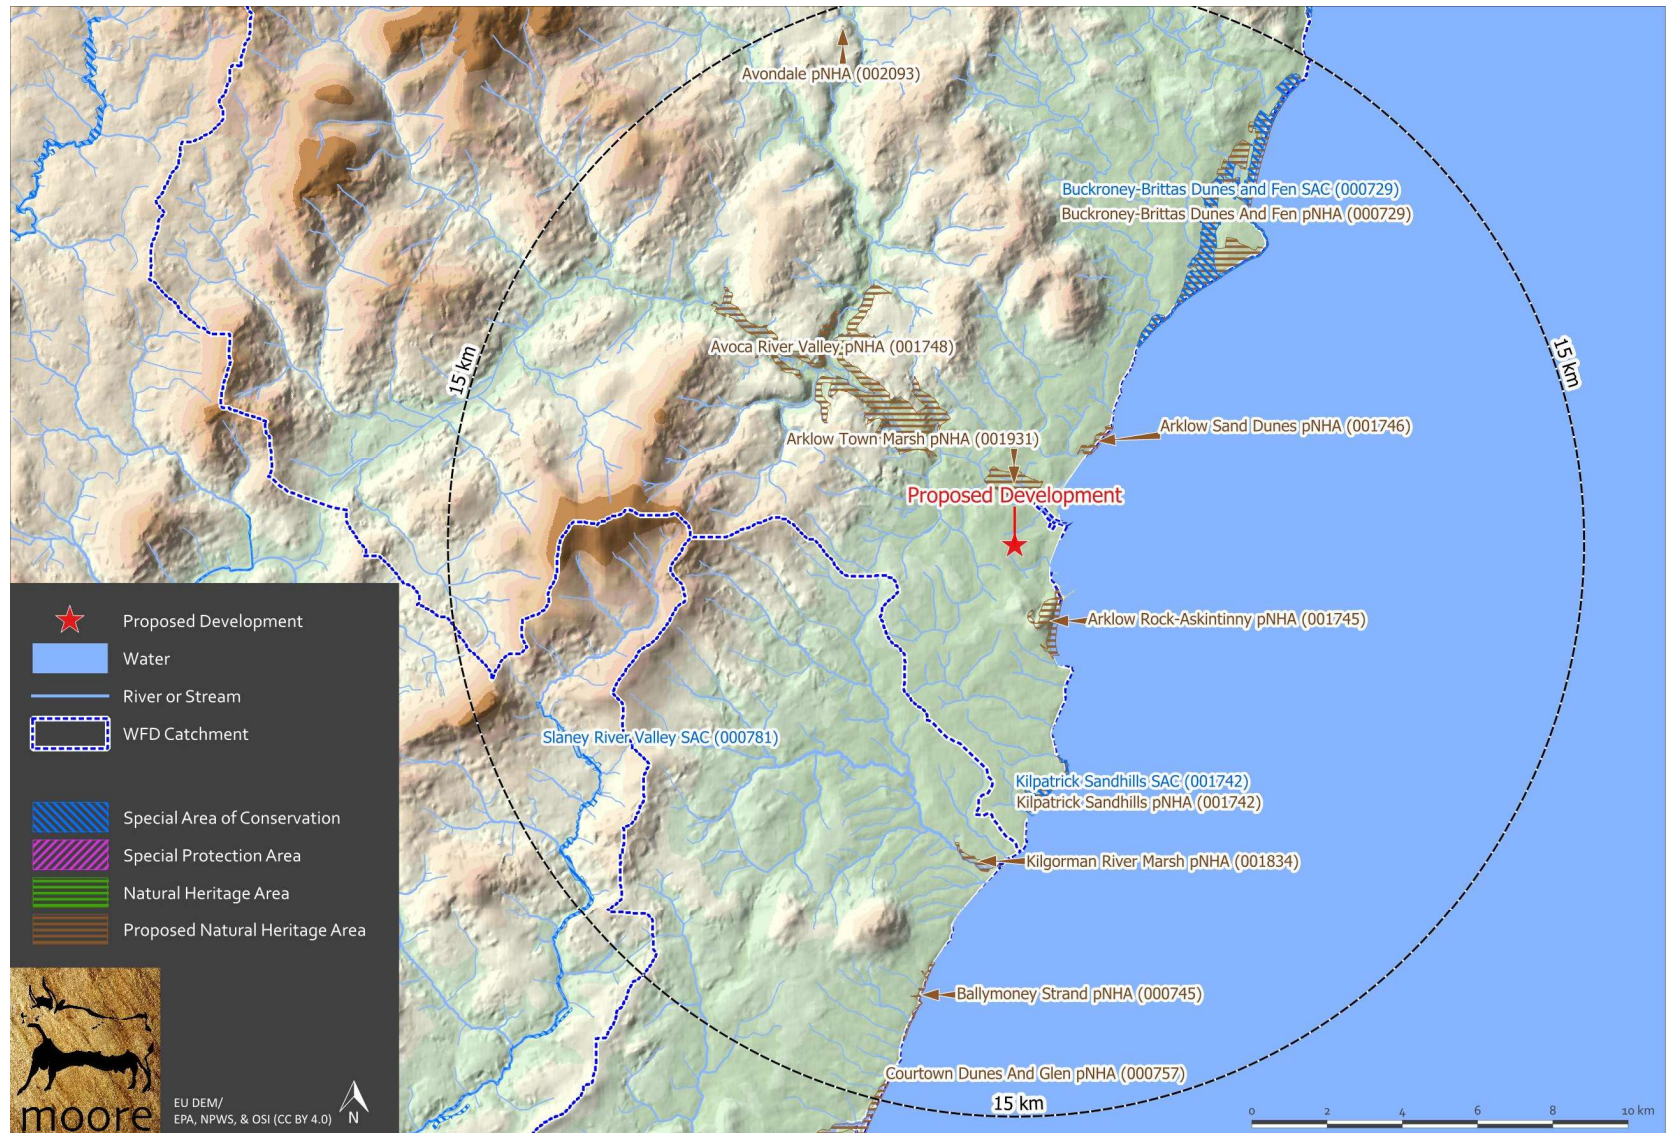 Avondale pNHA (002093)
Buckroney-Brittas Dunes and Fen SAC (000729)
Buckroney-Brittas Dunes And Fen pNHA (000729)
15 km
Avoca River Valley pNHA (001748)
15 km
Arklow Sand Dunes pNHA (001746)
Arklow Town Marsh pNHA (001931)
Proposed Development
Arklow Rock-Askintinny pNHA (001745)
Slaney River Valley SAC (000781)
Kilpatrick Sandhills SAC (001742)
Kilpatrick Sandhills pNHA (001742)
Kilgorman River Marsh pNHA (001834)
Ballymoney Strand pNHA (000745)
Courtown Dunes And Glen pNHA (000757)
15 km
Proposed Development
Water
River or Stream
WFD Catchment
Special Area of Conservation
Special Protection Area
Natural Heritage Area
Proposed Natural Heritage Area
moore
EU DEM/
EPA, NPWS, & OSI (CC BY 4.0)
N
0 2 4 6 8 10 km